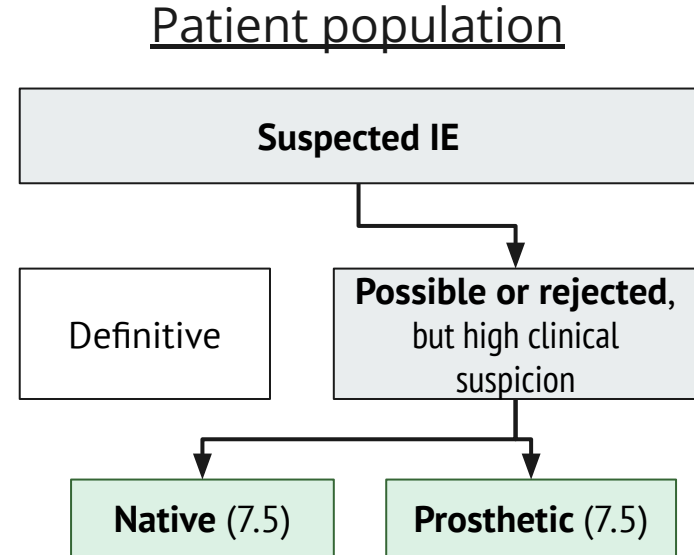 Patient population
Suspected IE
Definitive
Possible or rejected,
but high clinical
suspicion
Native (7.5)
Prosthetic (7.5)